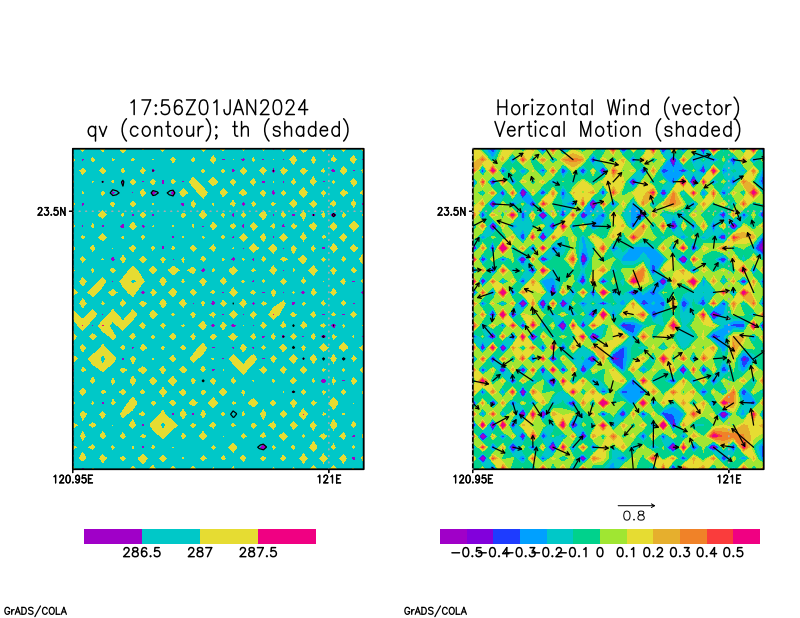 17:56Z01JAN2024
qv (contour); th (shaded)
23.5N
120.95E 121E
286.5 287 287.5
Horizontal Wind (vector)
Vertical Motion (shaded)
23.5N
120.95E 121E
0.8
-0.5 -0.4 -0.3 -0.2 -0.1 0 0.1 0.2 0.3 0.4 0.5
GrADS/COLA GrADS/COLA